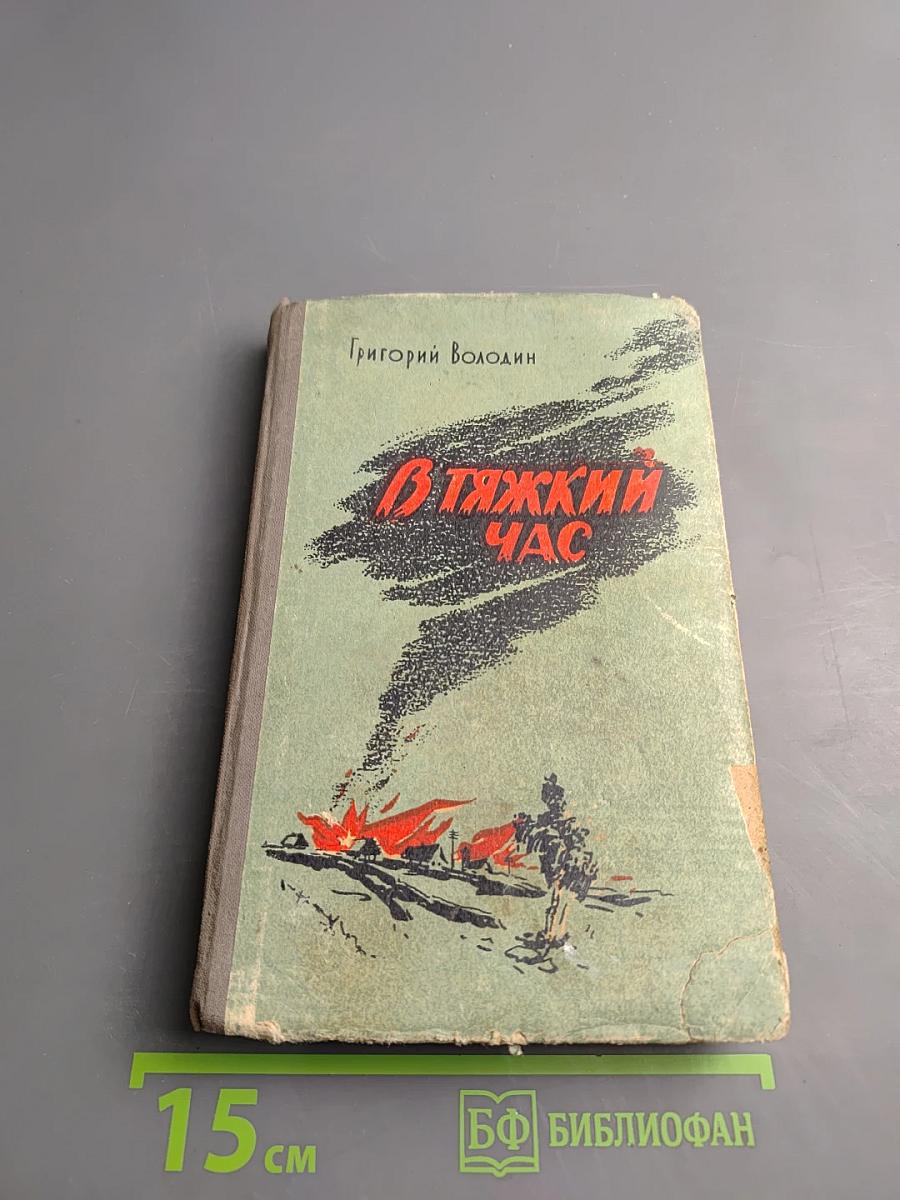 Григорий Володин
В тяжкий
час
15 см
БФ БИБЛИОФАН